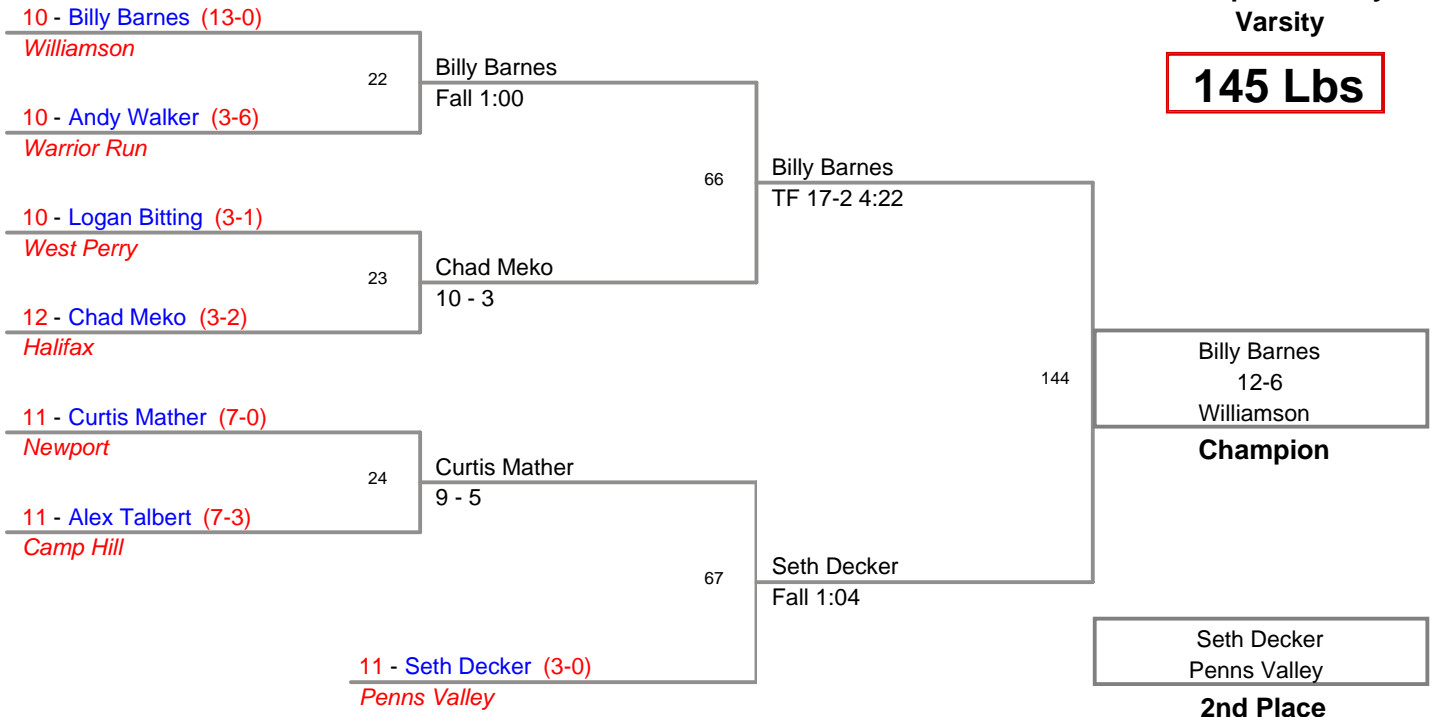 10 - Billy Barnes (13-0)
Williamson
22
Billy Barnes
Fall 1:00
10 - Andy Walker (3-6)
Warrior Run
66
Billy Barnes
TF 17-2 4:22
10 - Logan Bitting (3-1)
West Perry
23
Chad Meko
10 - 3
12 - Chad Meko (3-2)
Halifax
11 - Curtis Mather (7-0)
Newport
24
Curtis Mather
9 - 5
11 - Alex Talbert (7-3)
Camp Hill
67
Seth Decker
Fall 1:04
11 - Seth Decker (3-0)
Penns Valley
144
Varsity
145 Lbs
Billy Barnes
12-6
Williamson
Champion
Seth Decker
Penns Valley
2nd Place